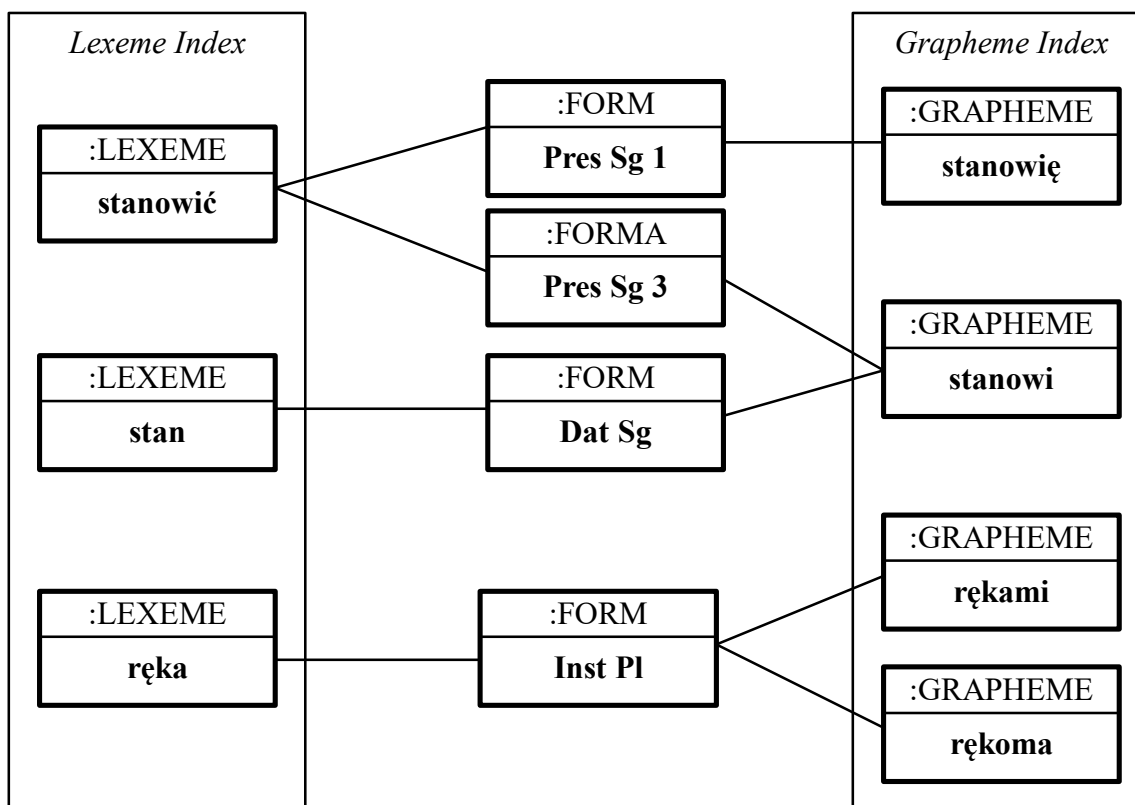 Lexeme Index
:LEXEME
stanowić
:LEXEME
stan
:LEXEME
ręka
:FORM
Pres Sg 1
:FORMA
Pres Sg 3
:FORM
Dat Sg
:FORM
Inst Pl
Grapheme Index
:GRAPHEME
stanowię
:GRAPHEME
stanowi
:GRAPHEME
rękami
:GRAPHEME
rękoma